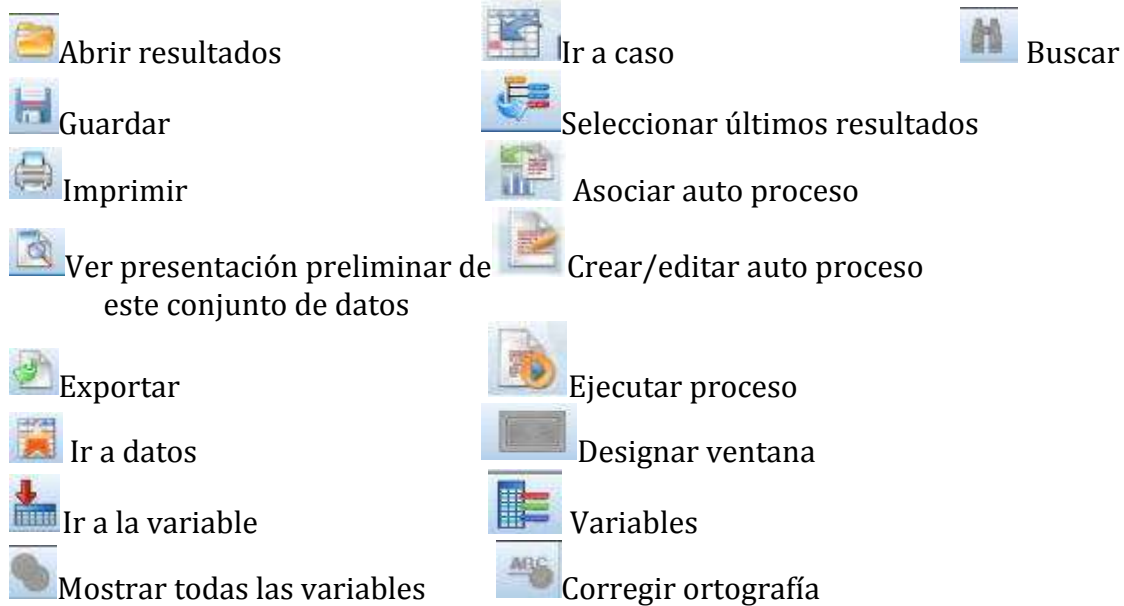 Abrir resultados Ir a caso Buscar
Guardar Seleccionar últimos resultados
Imprimir Asociar auto proceso
Ver presentación preliminar de Crear/editar auto proceso
este conjunto de datos
Exportar Ejecutar proceso
Ir a datos Designar ventana
Ir a la variable Variables
Mostrar todas las variables ABC Corregir ortografía